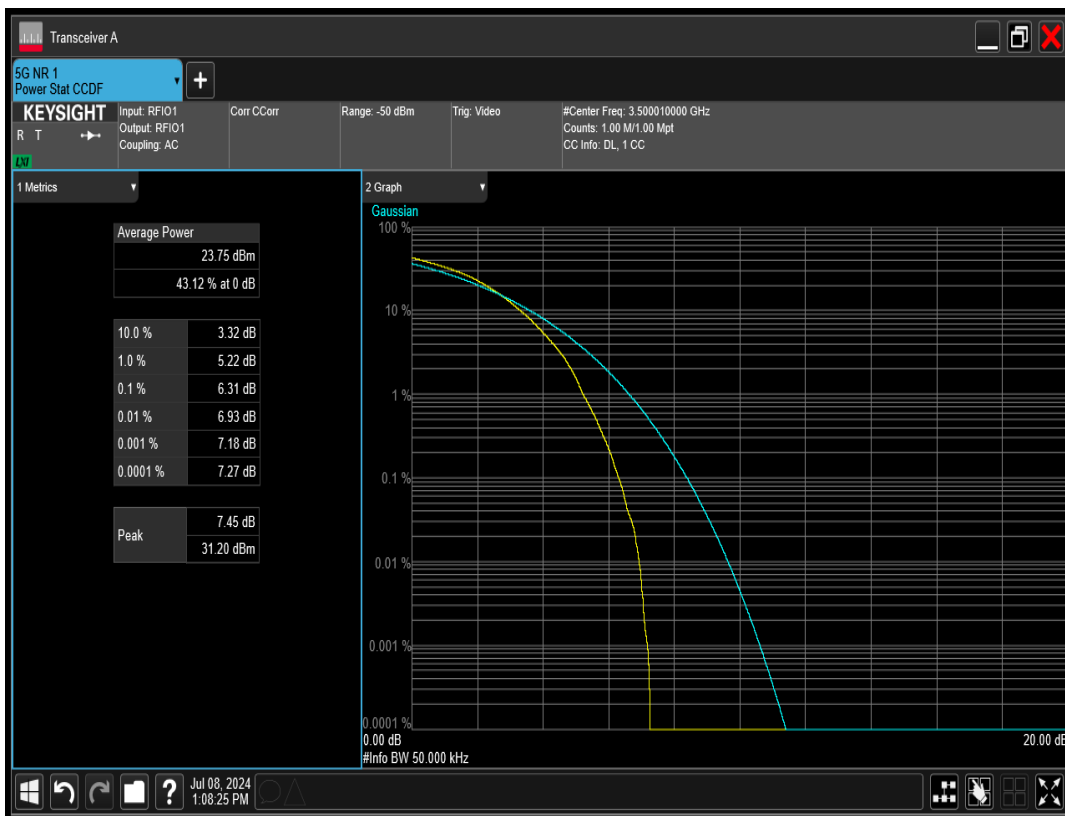 Transceiver A
5G NR 1
Power Stat CCDF
+
KEYSIGHT
R T
LXI
Input: RFIO1
Output: RFIO1
Coupling: AC
Corr CCorr
Range: -50 dBm
Trig: Video
#Center Freq: 3.500010000 GHz
Counts: 1.00 M/1.00 Mpt
CC Info: DL, 1 CC
1 Metrics
Average Power
23.75 dBm
43.12 % at 0 dB
10.0 % 3.32 dB
1.0 % 5.22 dB
0.1 % 6.31 dB
0.01 % 6.93 dB
0.001 % 7.18 dB
0.0001 % 7.27 dB
Peak
7.45 dB
31.20 dBm
2 Graph
Gaussian
100 %
10 %
1 %
0.1 %
0.01 %
0.001 %
0.0001 %
0.00 dB 20.00 dB
#Info BW 50.000 kHz
?
Jul 08, 2024
1:08:25 PM